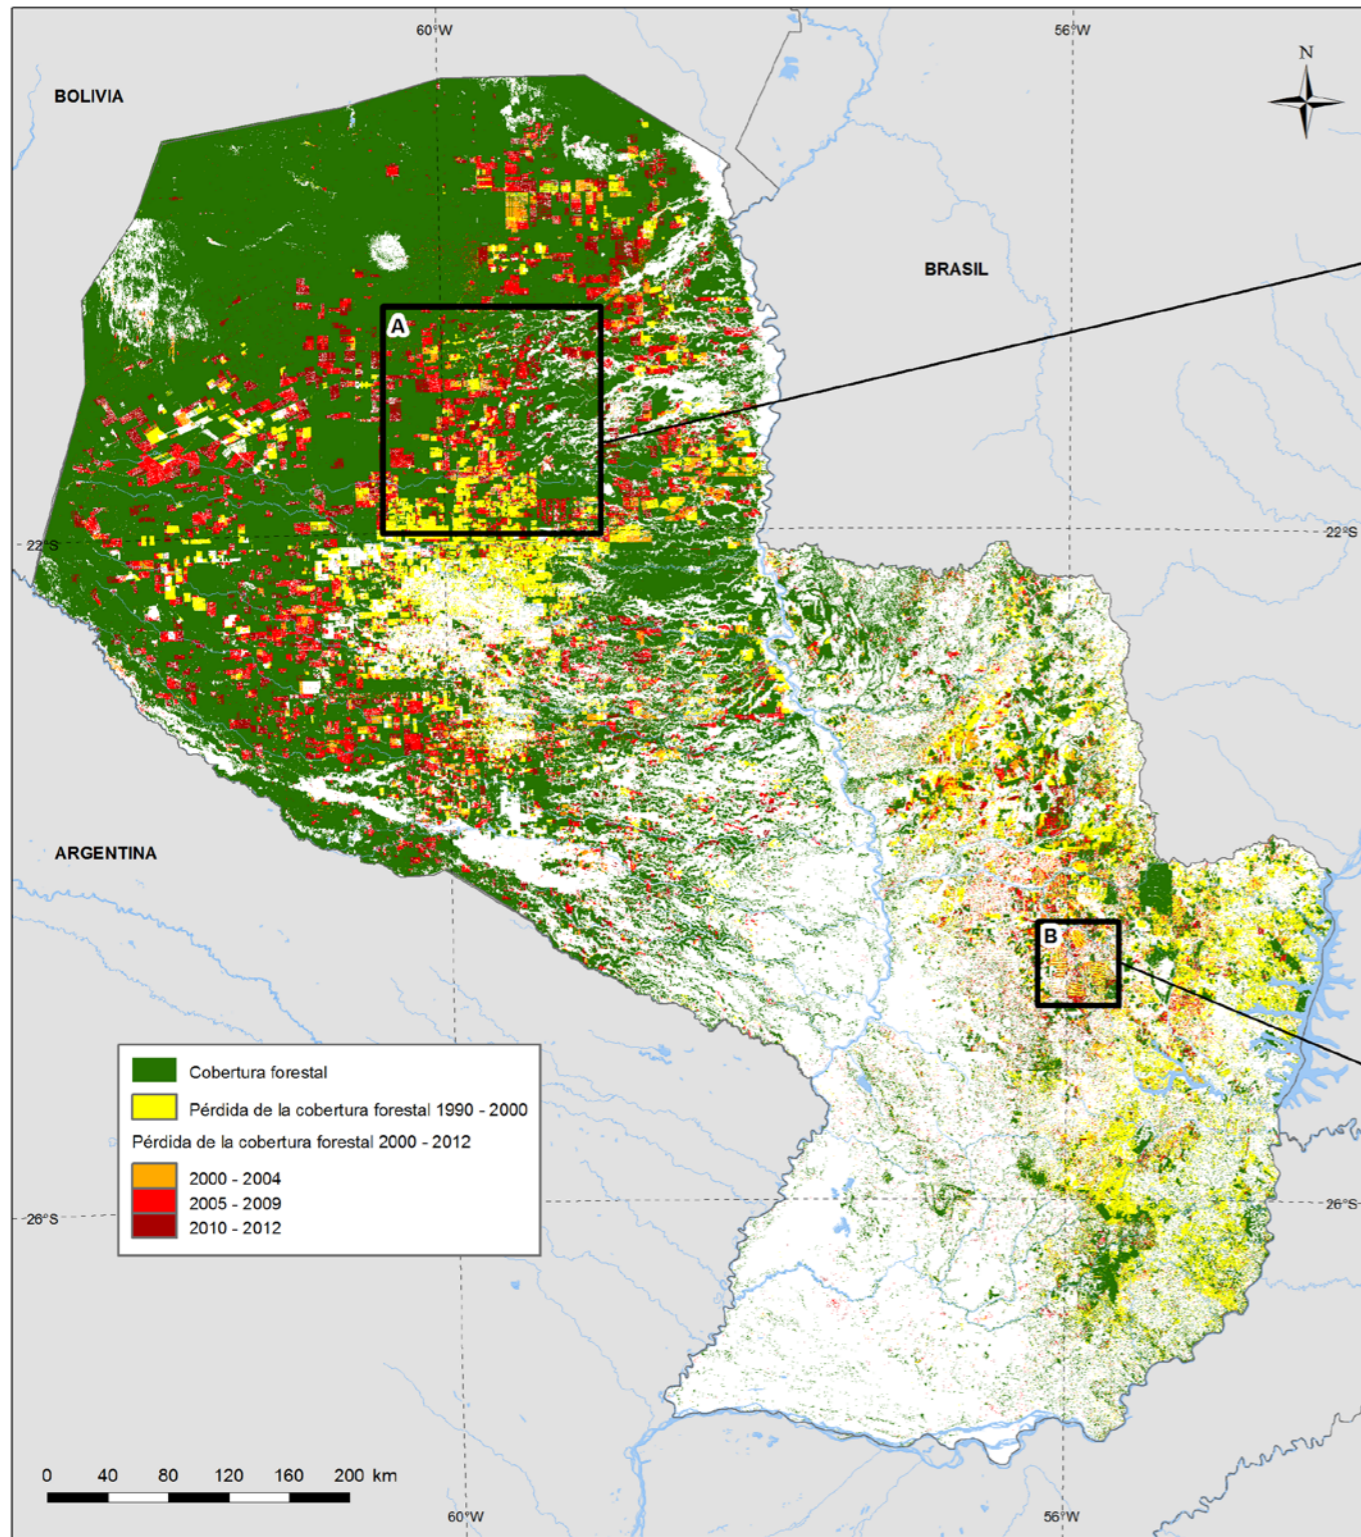 60°W
56°W
N
BOLIVIA
BRASIL
A
22°S
22°S
ARGENTINA
B
Cobertura forestal
Pérdida de la cobertura forestal 1990 - 2000
Pérdida de la cobertura forestal 2000 - 2012
2000 - 2004
2005 - 2009
2010 - 2012
26°S
26°S
0 40 80 120 160 200 km
60°W
56°W